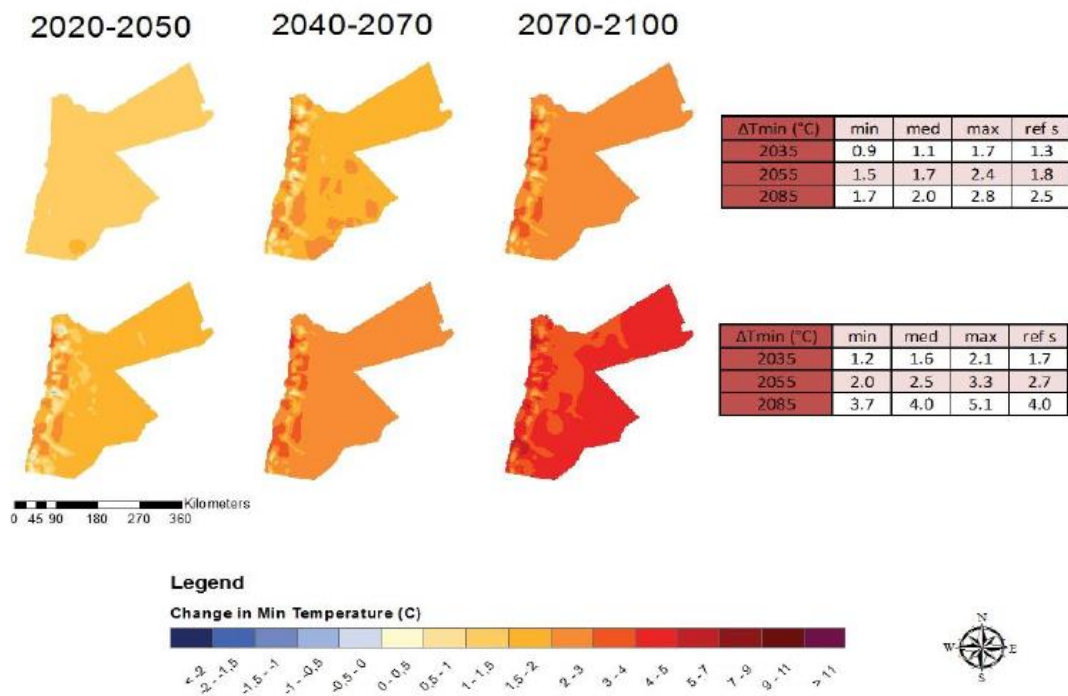 2020-2050 2040-2070 2070-2100
ΔTmin (°C) min med max ref s
2035 0.9 1.1 1.7 1.3
2055 1.5 1.7 2.4 1.8
2085 1.7 2.0 2.8 2.5
ΔTmin (°C) min med max ref s
2035 1.2 1.6 2.1 1.7
2055 2.0 2.5 3.3 2.7
2085 3.7 4.0 5.1 4.0
Kilometers
0 45 90 180 270 360
Legend
Change in Min Temperature (C)
<-2 -2 - -1,5 -1,5 - -1 -1 - -0,5 -0,5 - 0 0 - 0,5 0,5 - 1 1 - 1,5 1,5 - 2 2 - 3 3 - 4 4 - 5 5 - 7 7 - 9 9 - 11 > 11
N
E
S